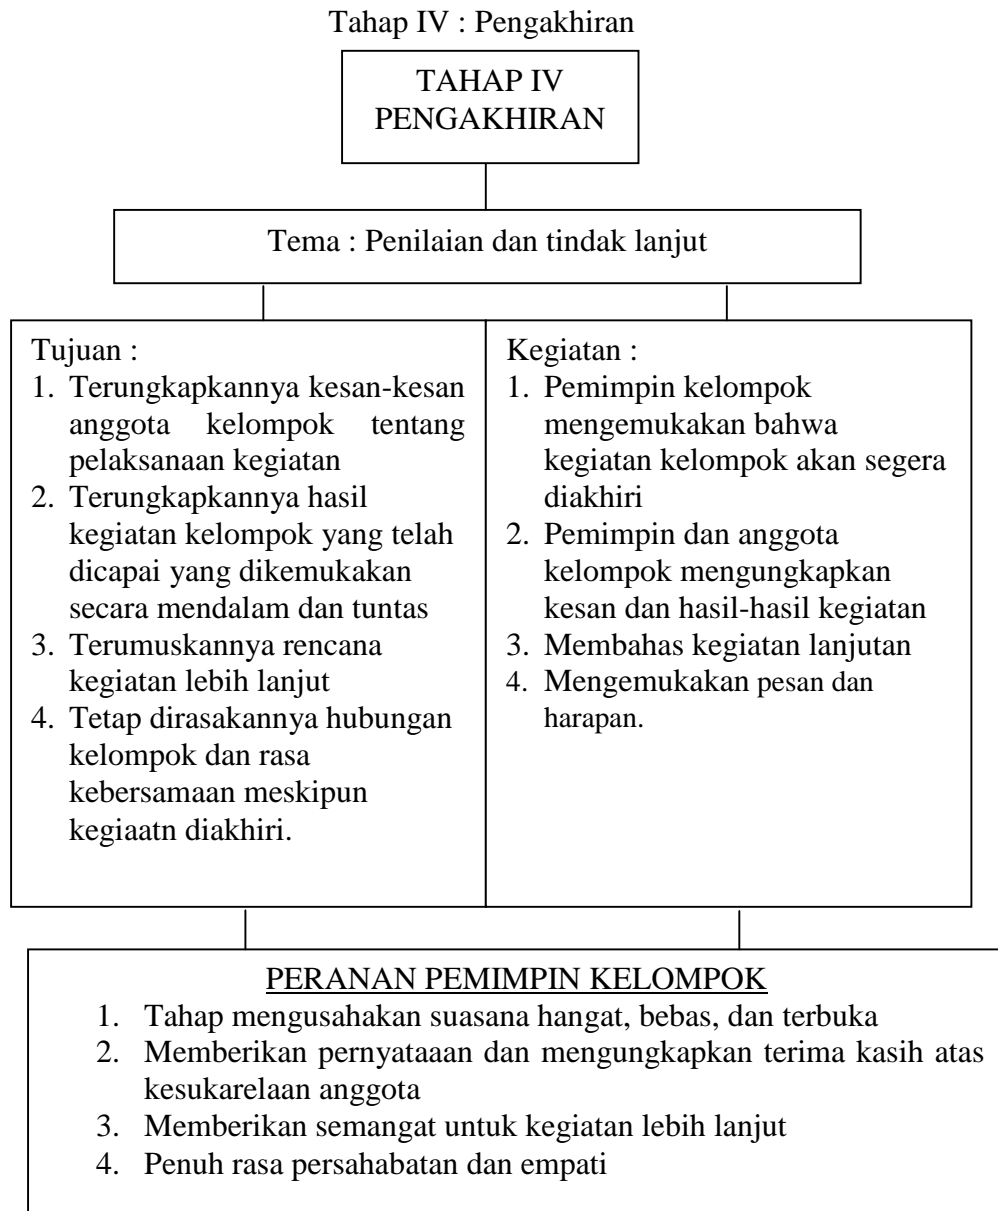 Tahap IV : Pengakhiran
TAHAP IV
PENGAKHIRAN
Tema : Penilaian dan tindak lanjut
Tujuan :
1. Terungkapkannya kesan-kesan
anggota kelompok tentang
pelaksanaan kegiatan
2. Terungkapkannya hasil
kegiatan kelompok yang telah
dicapai yang dikemukakan
secara mendalam dan tuntas
3. Terumuskannya rencana
kegiatan lebih lanjut
4. Tetap dirasakannya hubungan
kelompok dan rasa
kebersamaan meskipun
kegiaatn diakhiri.
Kegiatan :
1. Pemimpin kelompok
mengemukakan bahwa
kegiatan kelompok akan segera
diakhiri
2. Pemimpin dan anggota
kelompok mengungkapkan
kesan dan hasil-hasil kegiatan
3. Membahas kegiatan lanjutan
4. Mengemukakan pesan dan
harapan.
PERANAN PEMIMPIN KELOMPOK
1. Tahap mengusahakan suasana hangat, bebas, dan terbuka
2. Memberikan pernyataaan dan mengungkapkan terima kasih atas
kesukarelaan anggota
3. Memberikan semangat untuk kegiatan lebih lanjut
4. Penuh rasa persahabatan dan empati